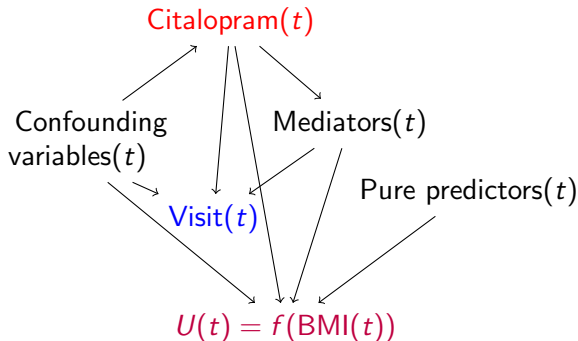 Citalopram(t)
Confounding
variables(t)
Mediators(t)
Pure predictors(t)
Visit(t)
U(t) = f(BMI(t))